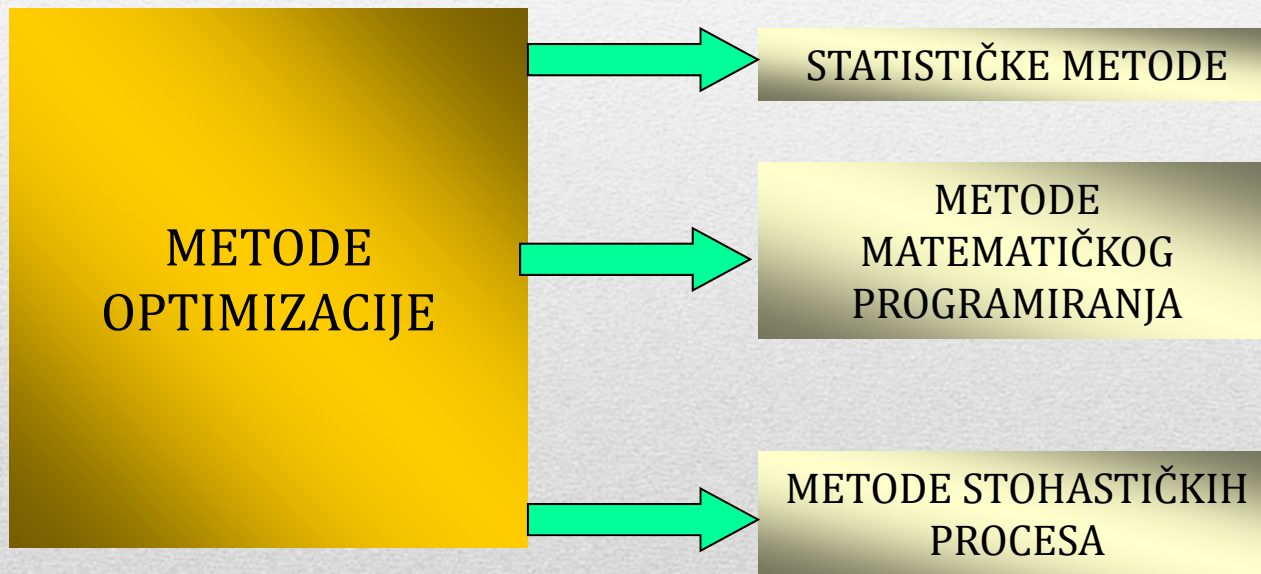 METODE
OPTIMIZACIJE
STATISTIČKE METODE
METODE
MATEMATIČKOG
PROGRAMIRANJA
METODE STOHASTIČKIH
PROCESA